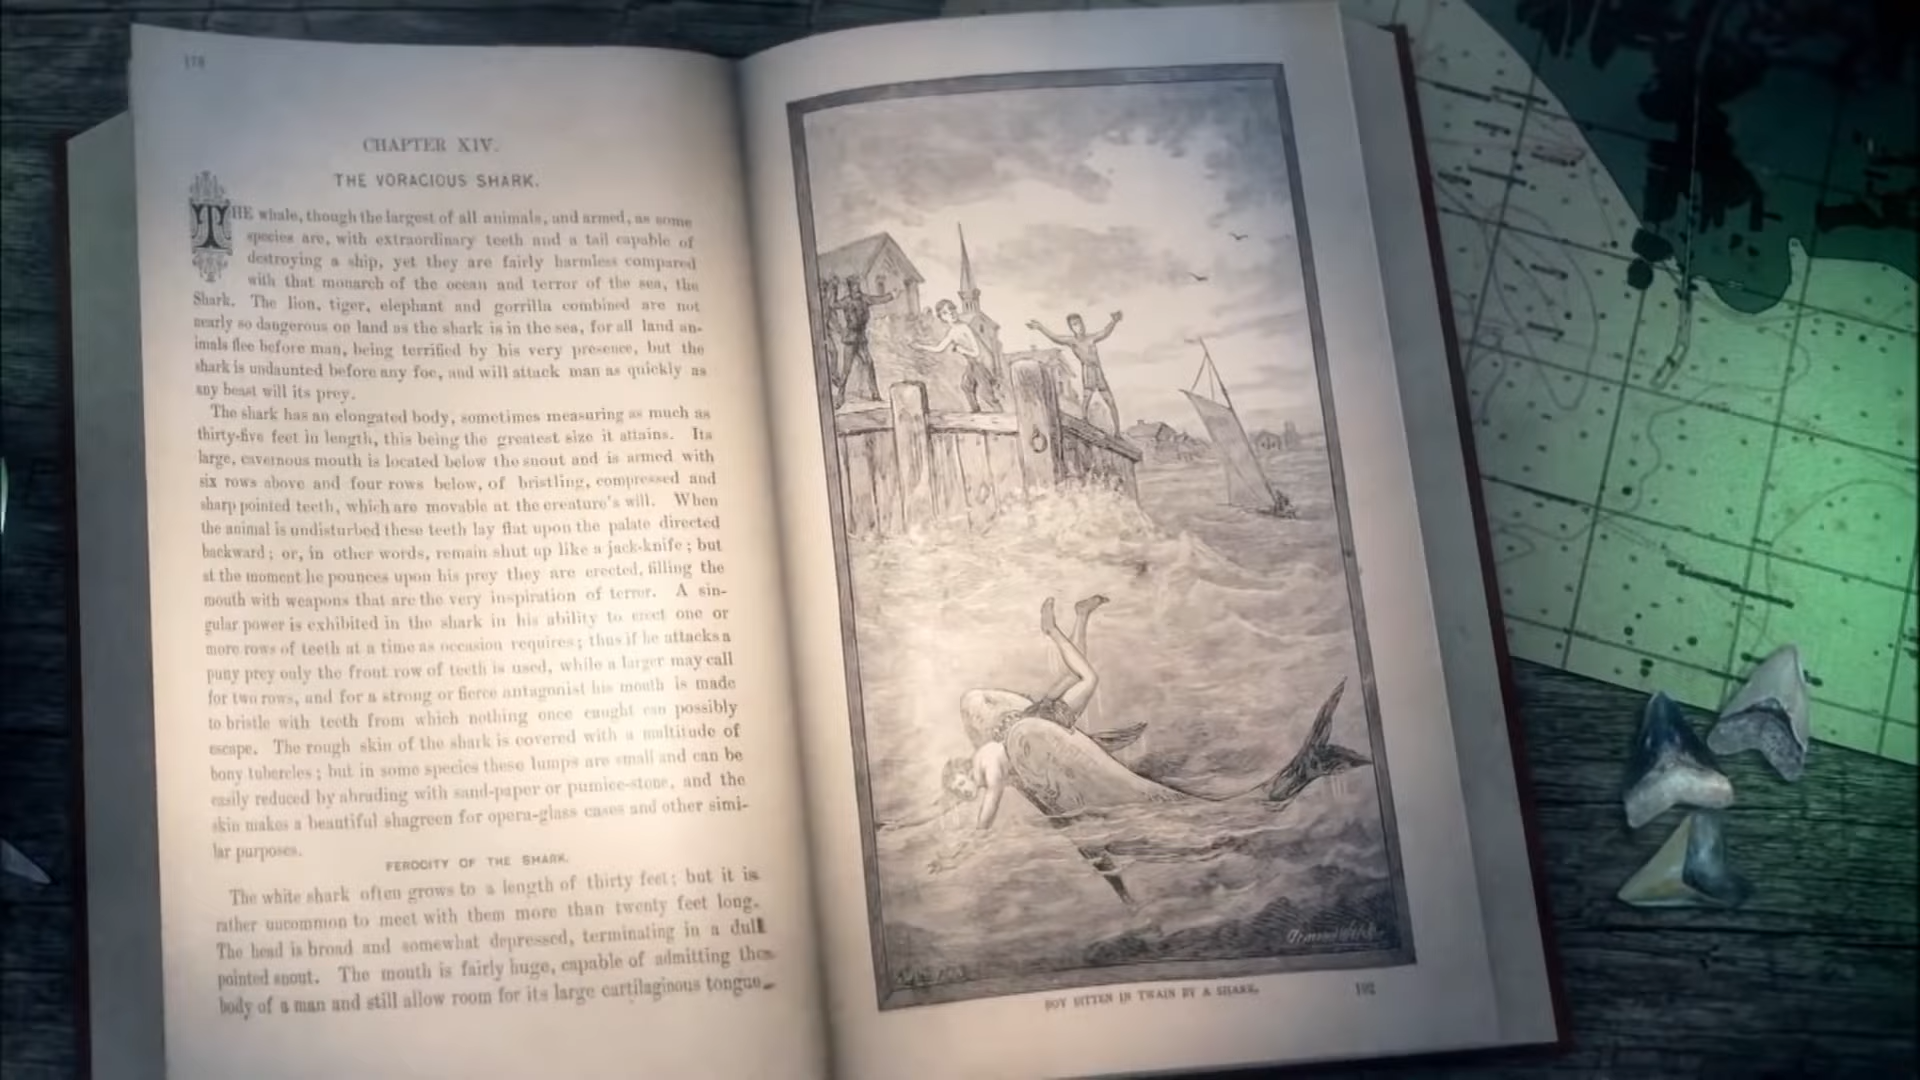 178
CHAPTER XIV.
THE VORACIOUS SHARK.
THE whale, though the largest of all animals, and armed, as some
species are, with extraordinary teeth and a tail capable of
destroying a ship, yet they are fairly harmless compared
with that monarch of the ocean and terror of the sea, the
Shark. The lion, tiger, elephant and gorrilla combined are not
nearly so dangerous on land as the shark is in the sea, for all land an-
imals flee before man, being terrified by his very presence, but the
shark is undaunted before any foe, and will attack man as quickly as
any beast will its prey.
The shark has an elongated body, sometimes measuring as much as
thirty-five feet in length, this being the greatest size it attains. Its
large, cavernous mouth is located below the snout and is armed with
six rows above and four rows below, of bristling, compressed and
sharp pointed teeth, which are movable at the creature's will. When
the animal is undisturbed these teeth lay flat upon the palate directed
backward; or, in other words, remain shut up like a jack-knife; but
at the moment he pounces upon his prey they are erected, filling the
mouth with weapons that are the very inspiration of terror. A sin-
gular power is exhibited in the shark in his ability to erect one or
more rows of teeth at a time as occasion requires; thus if he attacks a
puny prey only the front row of teeth is used, while a larger may call
for two rows, and for a strong or fierce antagonist his mouth is made
to bristle with teeth from which nothing once caught can possibly
escape. The rough skin of the shark is covered with a multitude of
bony tubercles; but in some species these lumps are small and can be
easily reduced by abrading with sand-paper or pumice-stone, and the
skin makes a beautiful shagreen for opera-glass cases and other simi-
lar purposes.
FEROCITY OF THE SHARK.
The white shark often grows to a length of thirty feet; but it is
rather uncommon to meet with them more than twenty feet long.
The head is broad and somewhat depressed, terminating in a dull
pointed snout. The mouth is fairly huge, capable of admitting the
body of a man and still allow room for its large cartilaginous tongue
BOY BITTEN IN TWAIN BY A SHARK.